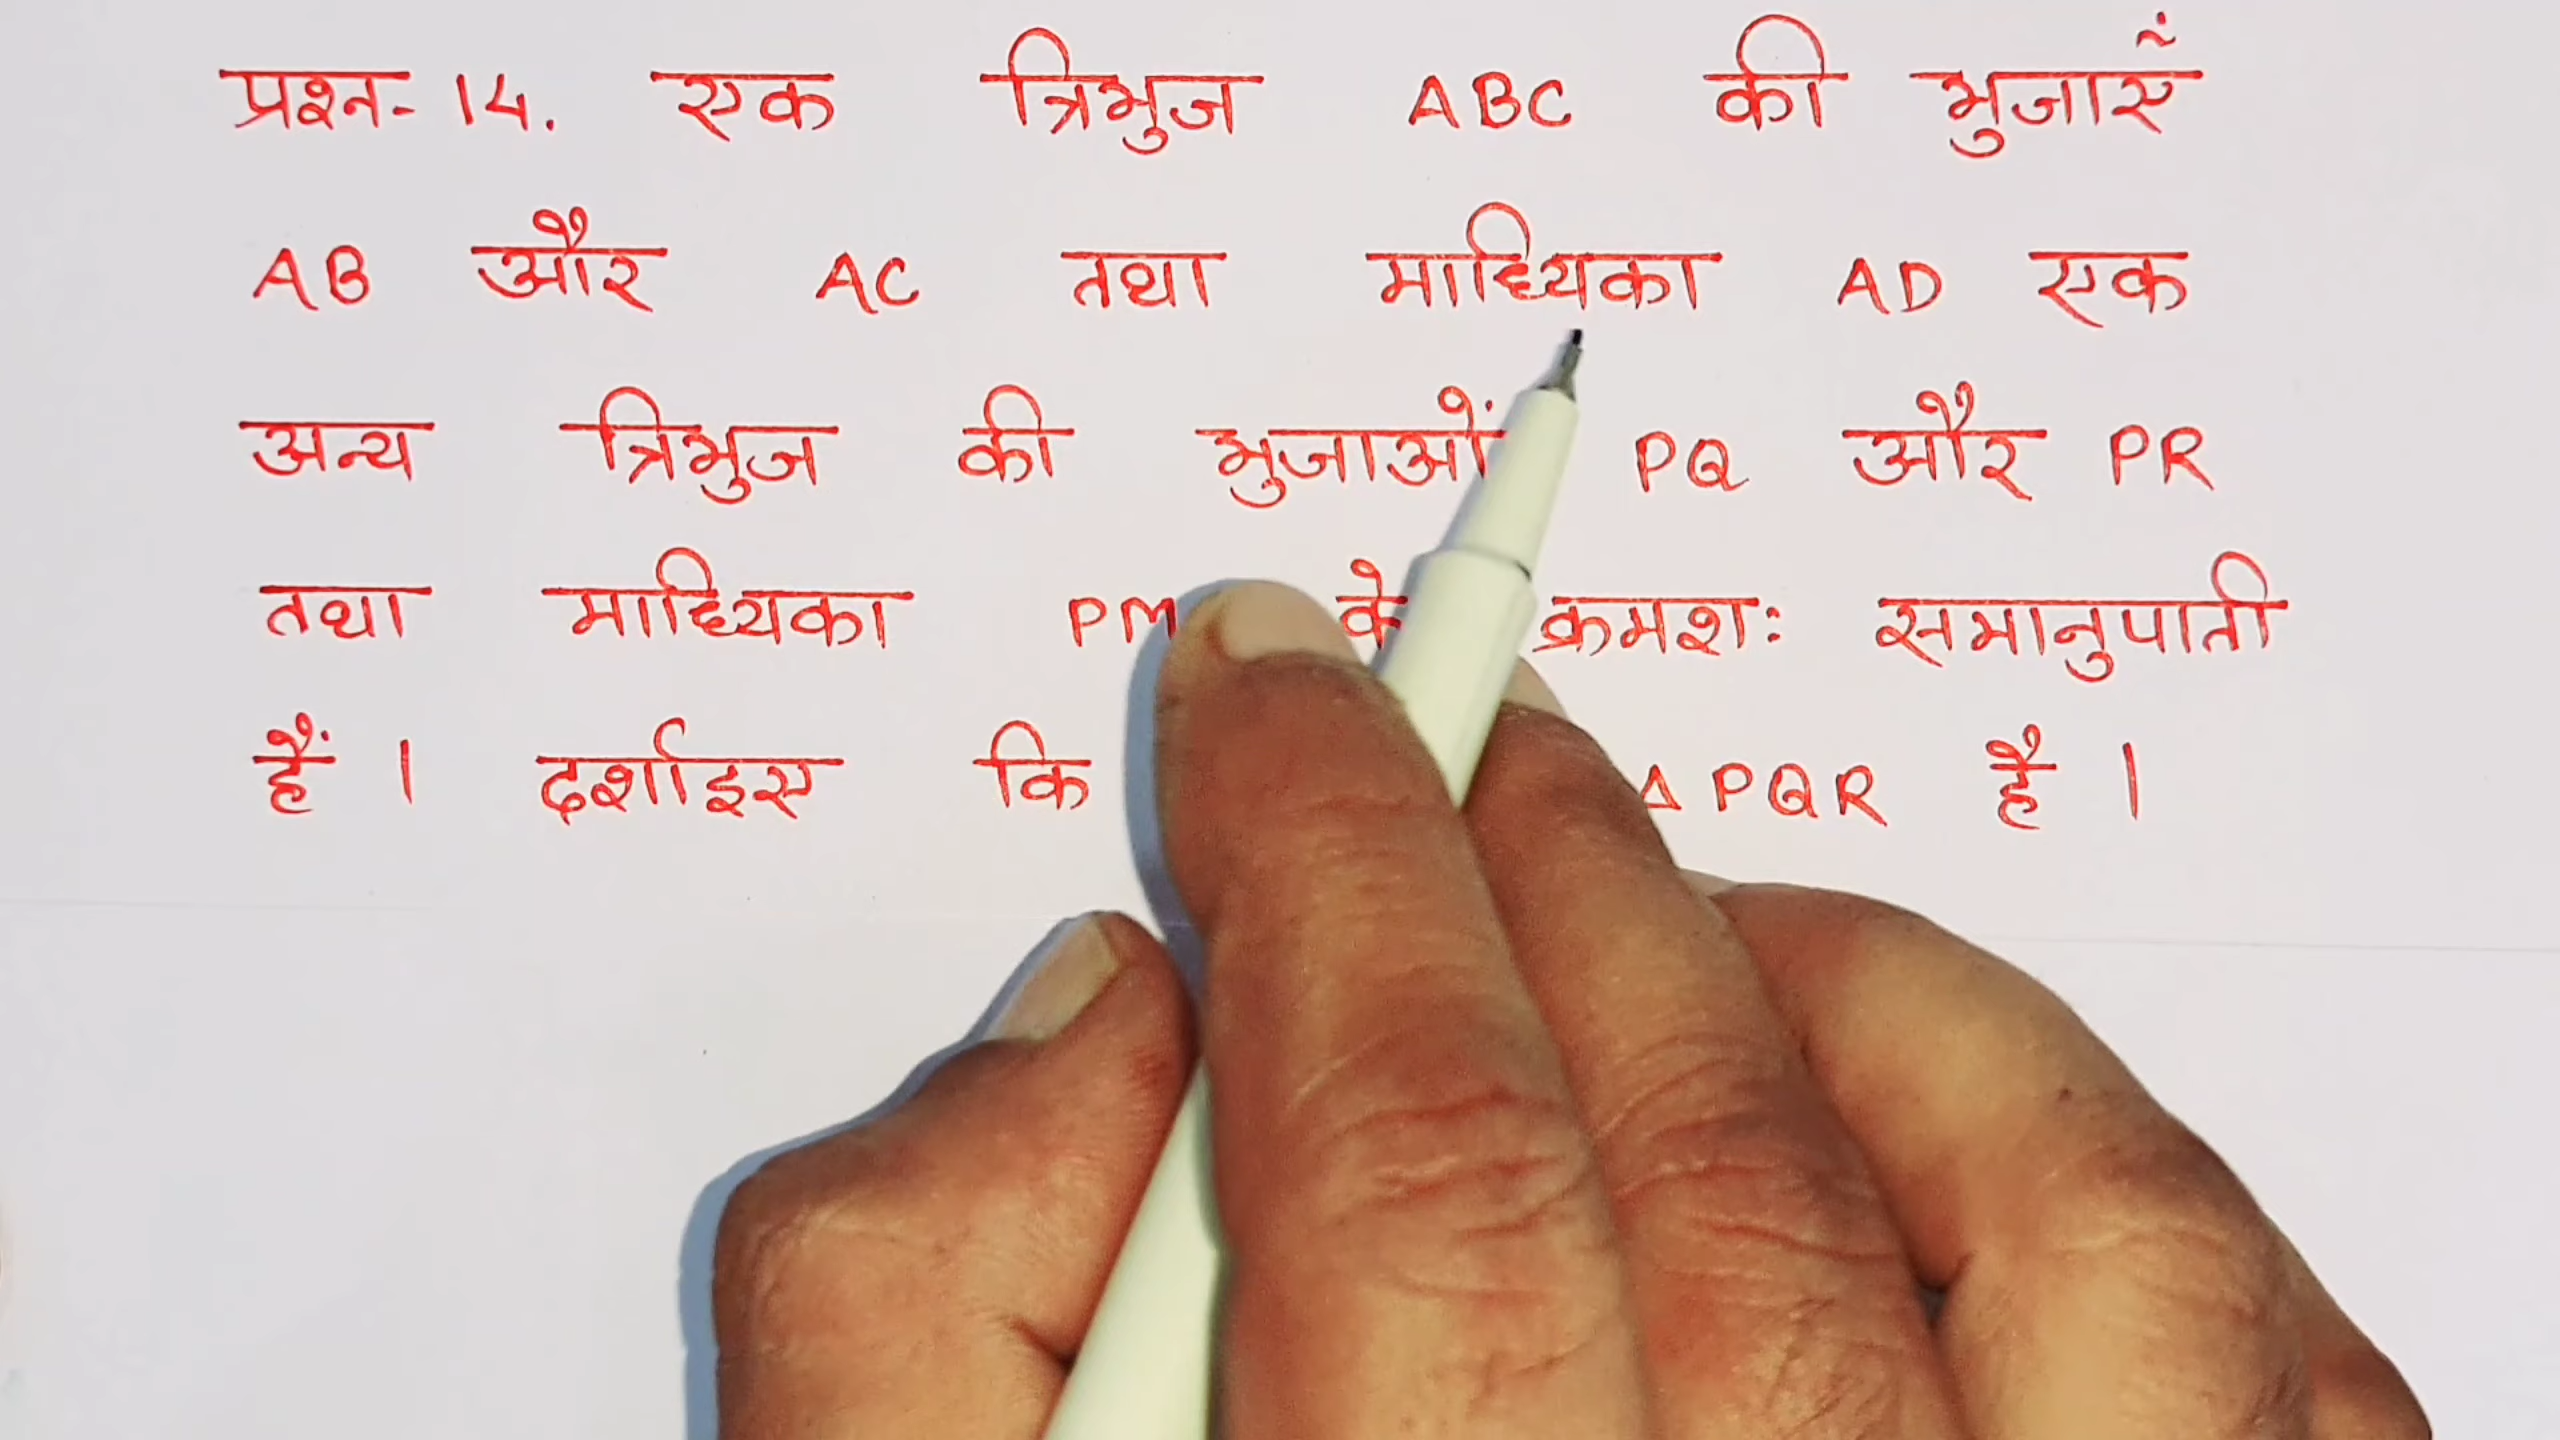 प्रश्न-14. एक त्रिभुज ABC की भुजाएँ
AB और AC तथा माध्यिका AD एक
अन्य त्रिभुज की भुजाओं PQ और PR
तथा माध्यिका PM के क्रमशः समानुपाती
हैं । दर्शाइए कि Δ PQR है ।